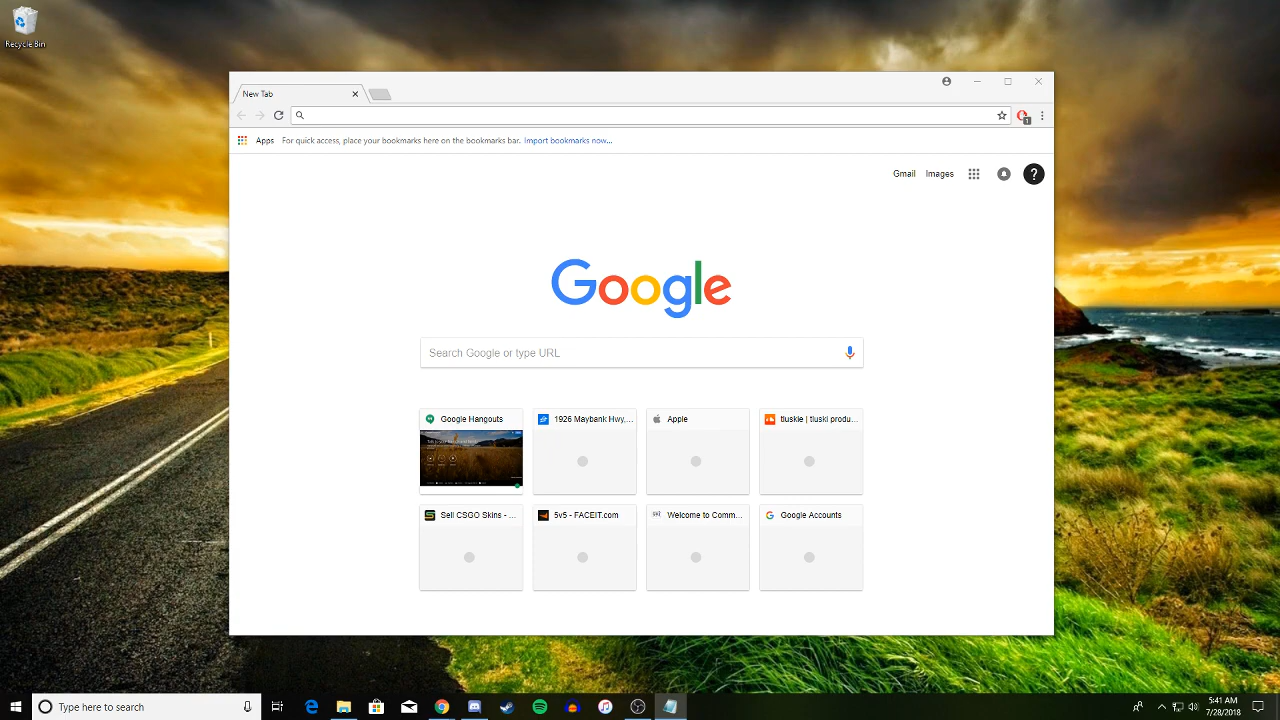 Recycle Bin
New Tab
1
Apps For quick access, place your bookmarks here on the bookmarks bar. Import bookmarks now...
Gmail Images ?
Google
Search Google or type URL
Google Hangouts 1926 Maybank Hwy,... Apple tluskie | tluski produ...
Sell CSGO Skins - ... 5v5 - FACEIT.com Welcome to Comm... Google Accounts
Type here to search
5:41 AM
7/28/2018